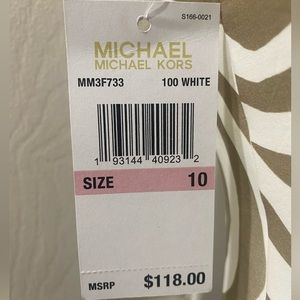 S166-0021
MICHAEL
MICHAEL KORS
MM3F733 100 WHITE
1 93144 40923 2
SIZE 10
MSRP $118.00